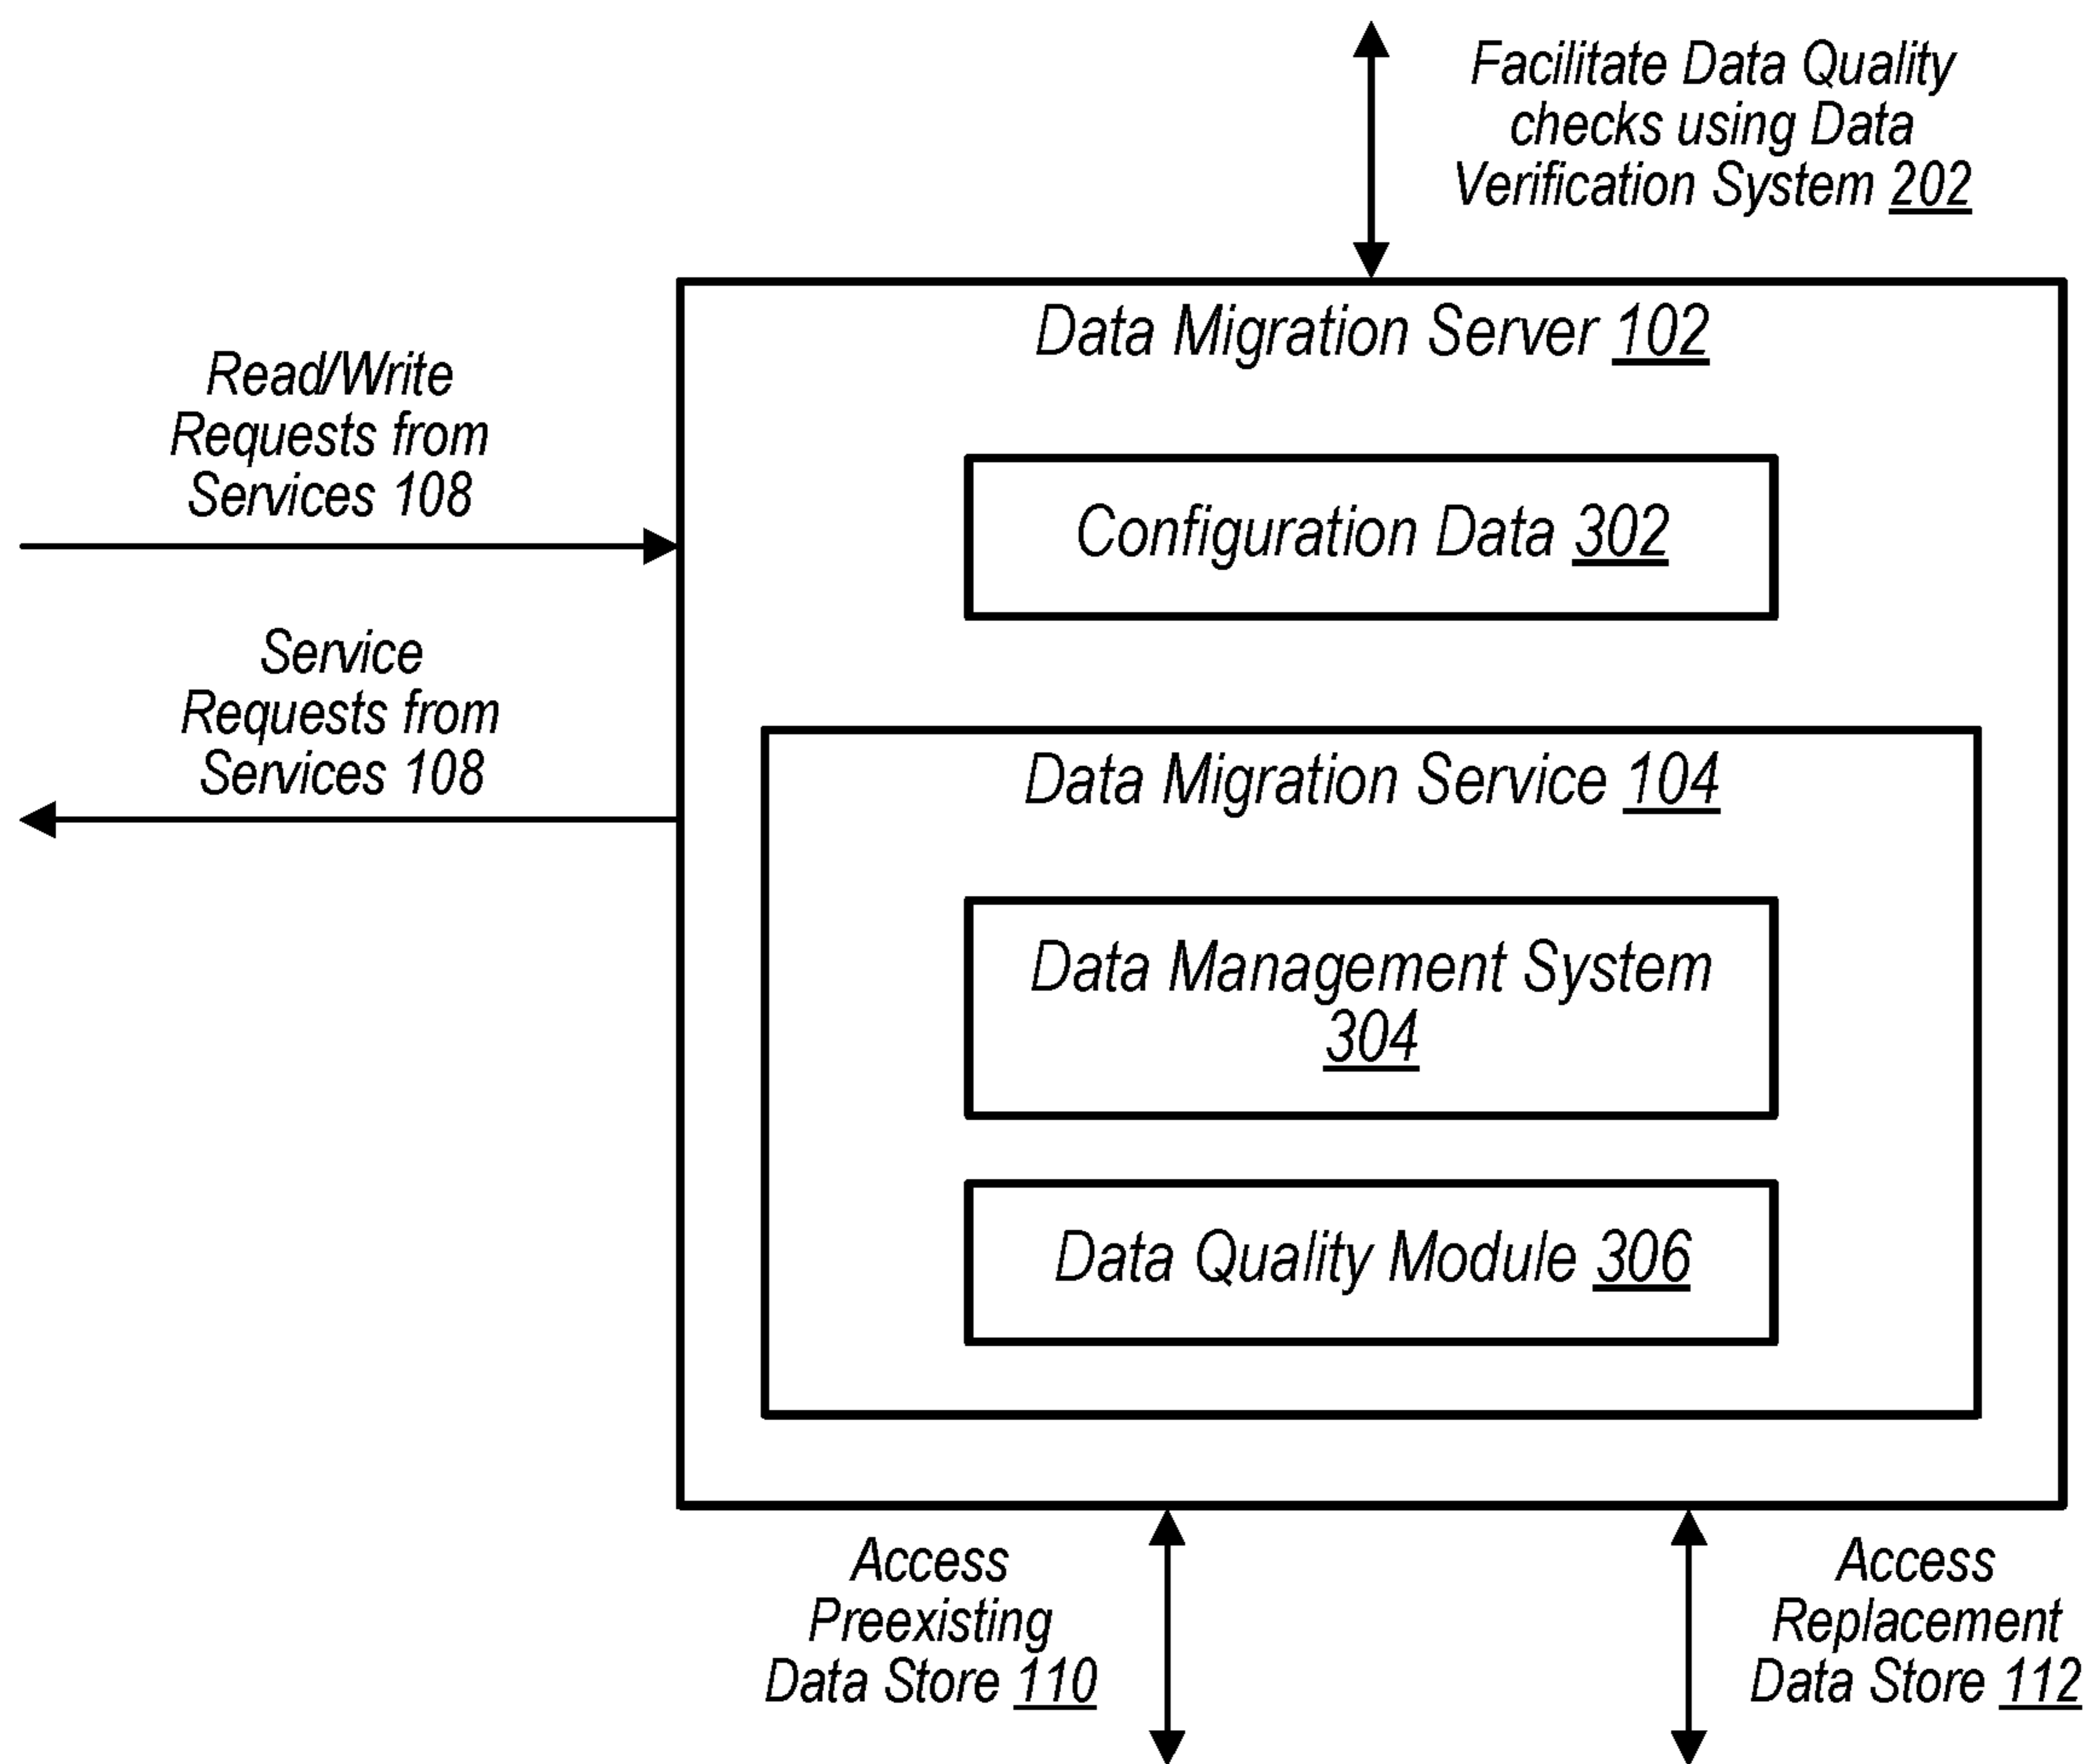 Facilitate Data Quality
checks using Data
Verification System 202
Data Migration Server 102
Read/Write
Requests from
Services 108
Configuration Data 302
Service
Requests from
Services 108
Data Migration Service 104
Data Management System
304
Data Quality Module 306
Access
Preexisting
Data Store 110
Access
Replacement
Data Store 112